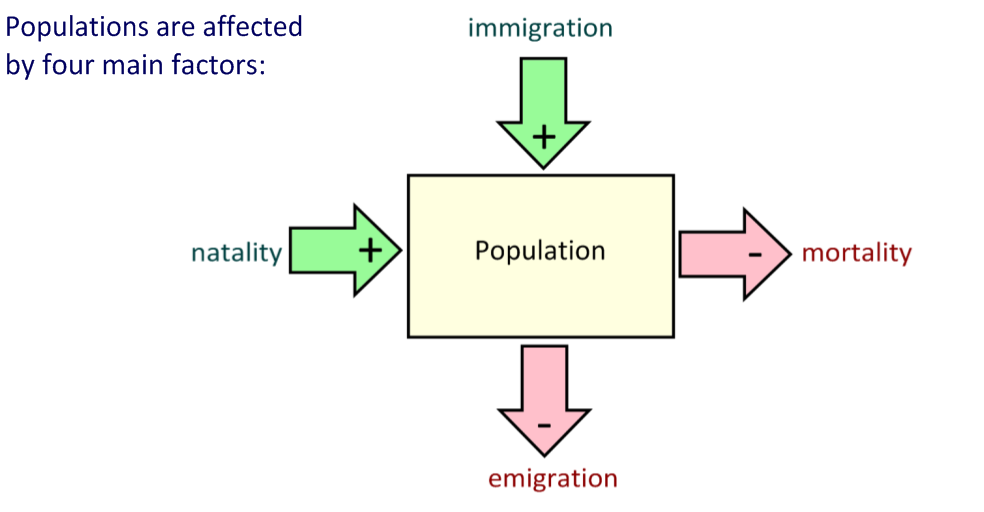 Populations are affected
by four main factors:
immigration
+
natality
+
Population
-
mortality
-
emigration